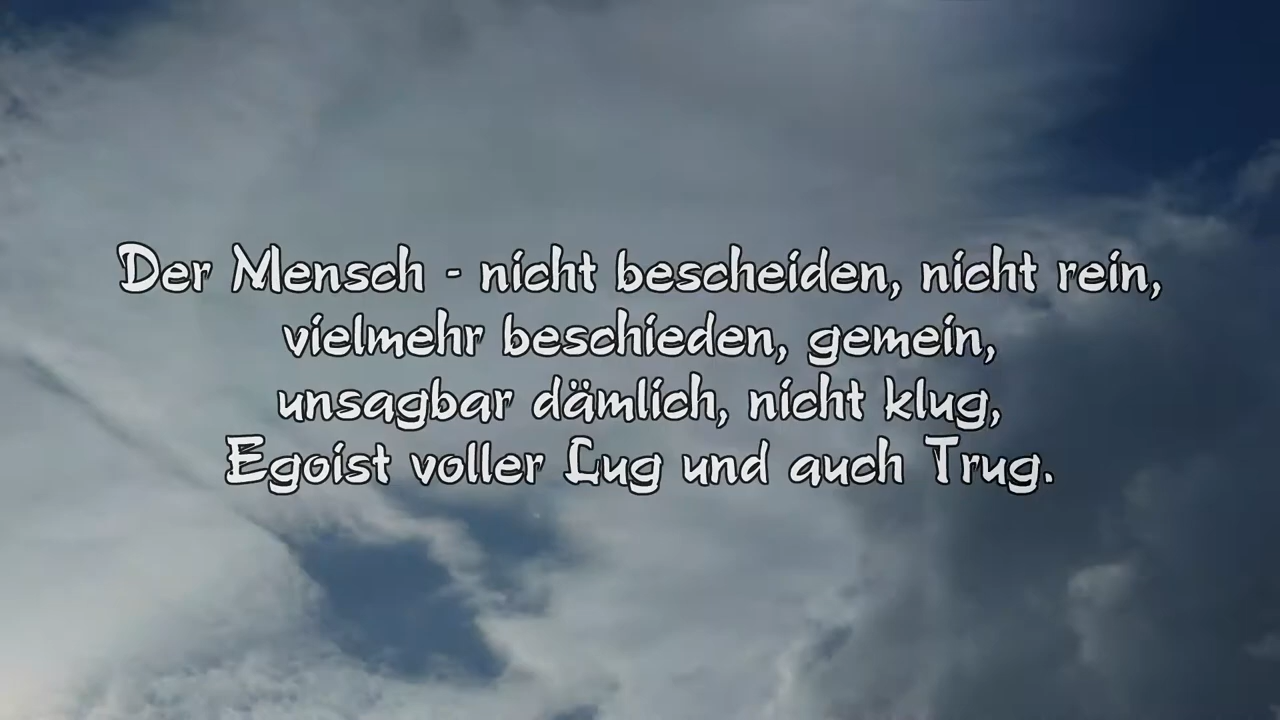 Der Mensch - nicht bescheiden, nicht rein,
vielmehr beschieden, gemein,
unsagbar dämlich, nicht klug,
Egoist voller Lug und auch Trug.